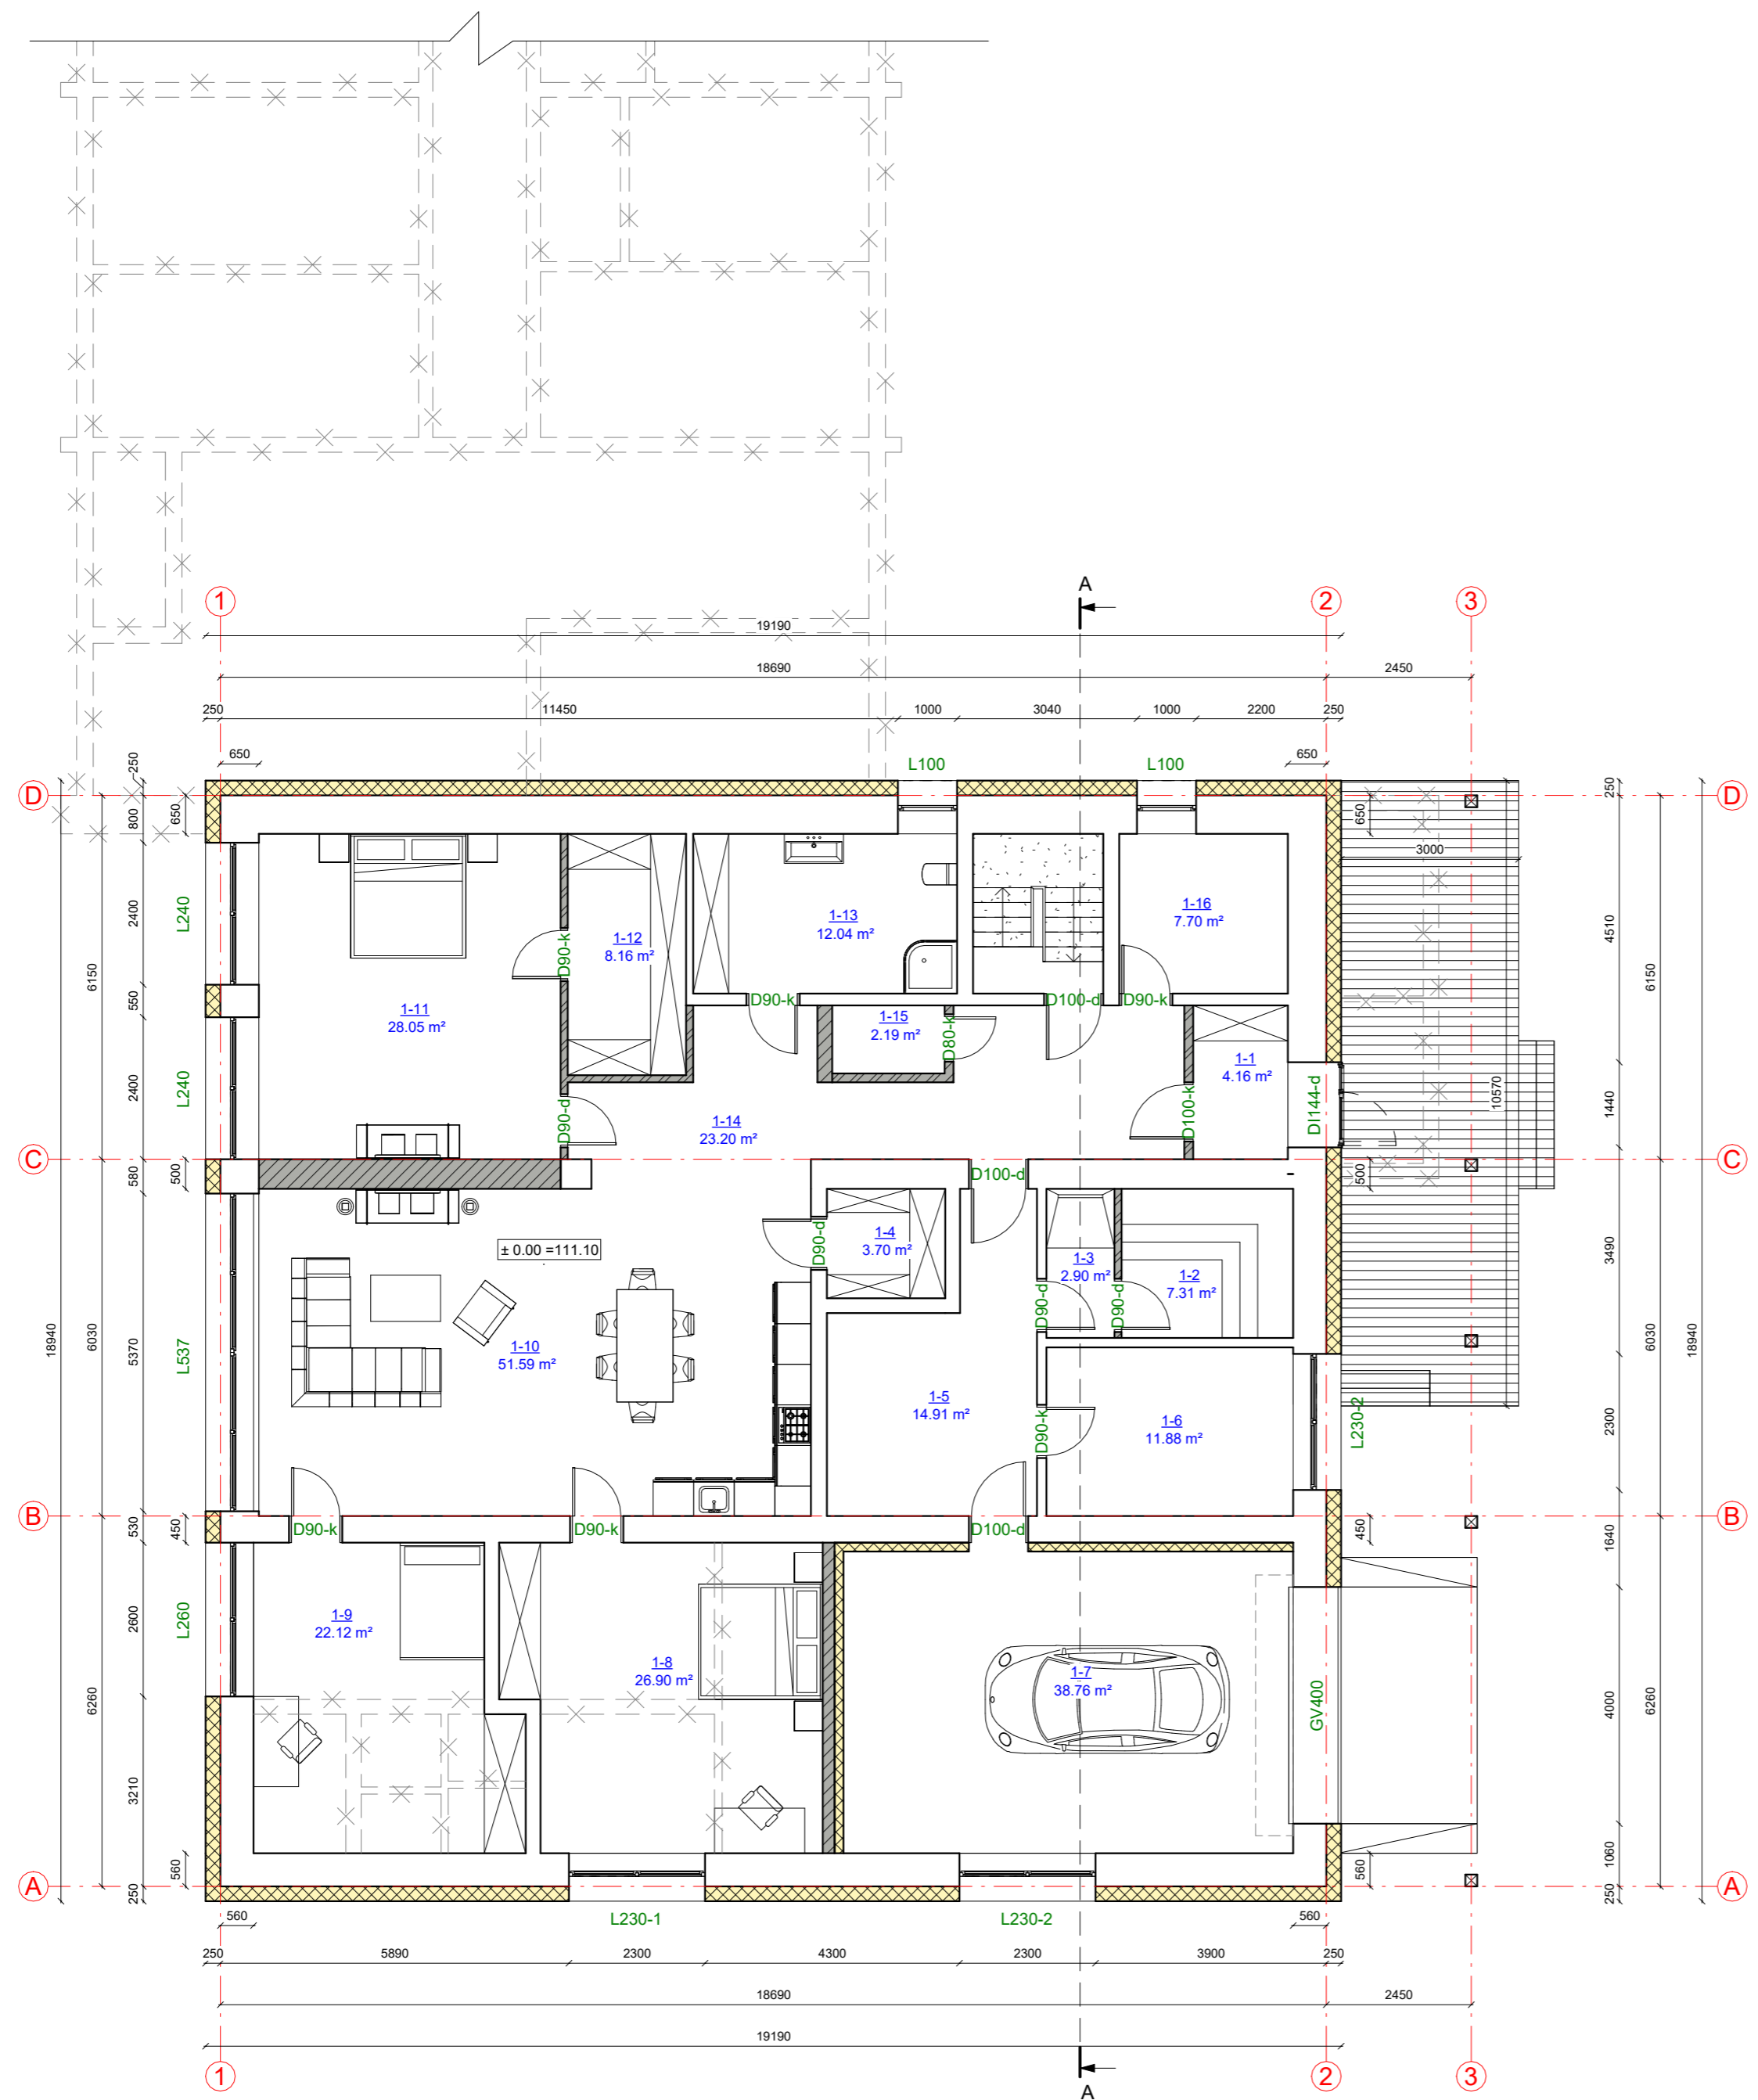 A
1
2
3
19190
18690
2450
250
11450
1000
3040
1000
2200
250
650
L100
L100
650
D
D
250
800
650
2400
L240
6150
550
2400
L240
250
650
3000
4510
6150
10570
1440
1-11
28.05 m²
1-12
8.16 m²
D90-k
1-13
12.04 m²
1-16
7.70 m²
D90-k
D100-d
D90-k
1-15
2.19 m²
D80-k
1-1
4.16 m²
D90-d
1-14
23.20 m²
D100-k
DI144-d
C
C
580
500
500
D100-d
± 0.00 =111.10
D90-d
1-4
3.70 m²
1-3
2.90 m²
1-2
7.31 m²
D90-d
D90-d
3490
18940
6030
5370
L537
1-10
51.59 m²
6030
18940
1-5
14.91 m²
D90-k
1-6
11.88 m²
L230-2
2300
B
B
530
450
D90-k
D90-k
D100-d
450
1640
2600
L260
1-9
22.12 m²
1-8
26.90 m²
1-7
38.76 m²
GV400
4000
6260
6260
3210
560
560
1060
A
A
250
250
560
L230-1
L230-2
560
250
5890
2300
4300
2300
3900
250
18690
2450
19190
1
2
3
A